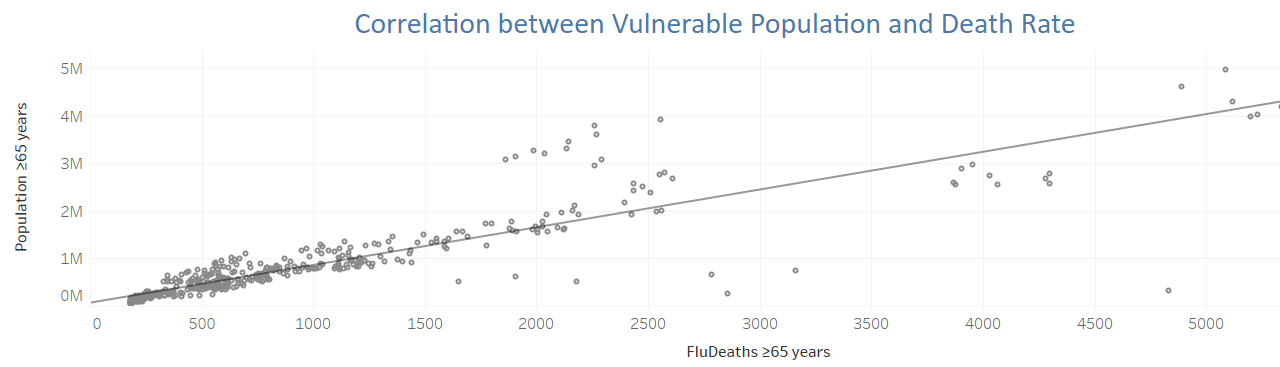 Correlation between Vulnerable Population and Death Rate
Population ≥65 years
5M
4M
3M
2M
1M
0M
0 500 1000 1500 2000 2500 3000 3500 4000 4500 5000
FluDeaths ≥65 years